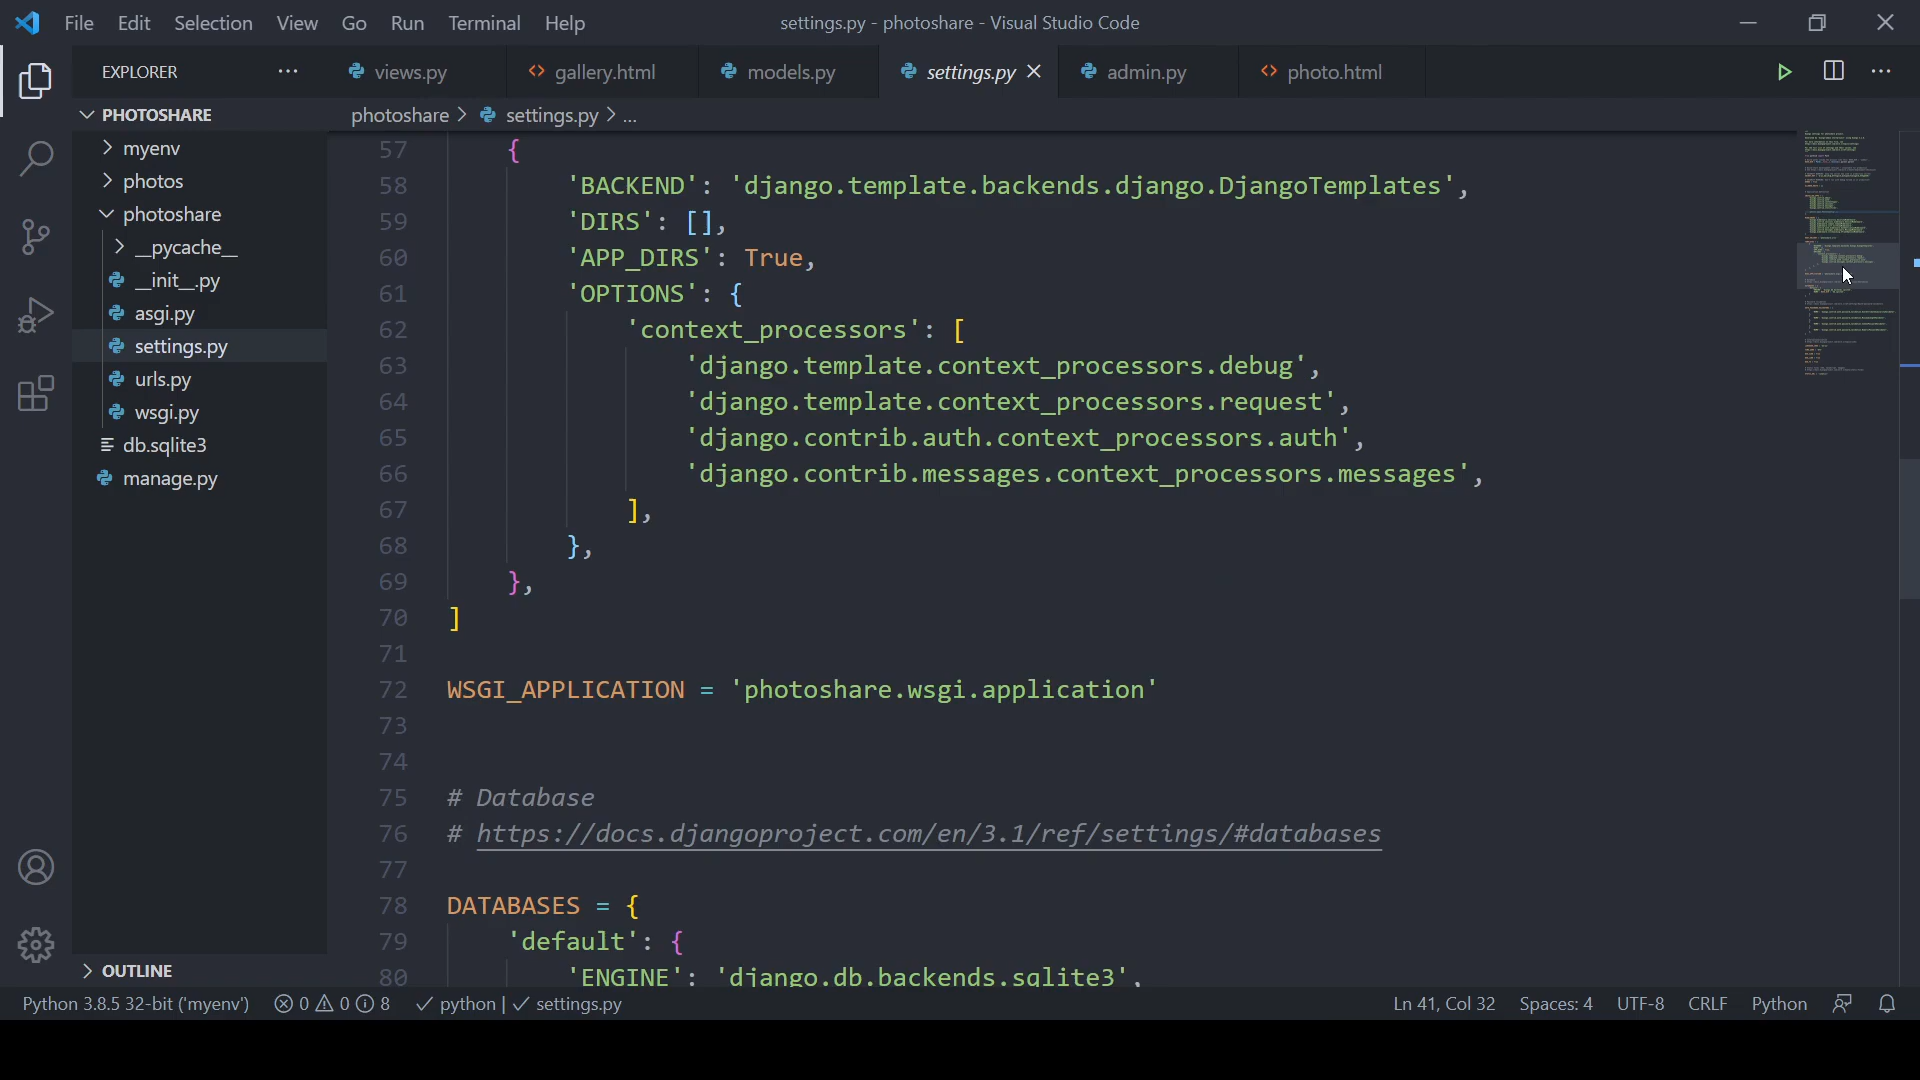 File Edit Selection View Go Run Terminal Help
settings.py - photoshare - Visual Studio Code
EXPLORER
views.py
gallery.html
models.py
settings.py
admin.py
photo.html
PHOTOSHARE
photoshare > settings.py > ...
myenv
photos
photoshare
__pycache__
__init__.py
asgi.py
settings.py
urls.py
wsgi.py
db.sqlite3
manage.py
OUTLINE
57 {
58 'BACKEND': 'django.template.backends.django.DjangoTemplates',
59 'DIRS': [],
60 'APP_DIRS': True,
61 'OPTIONS': {
62 'context_processors': [
63 'django.template.context_processors.debug',
64 'django.template.context_processors.request',
65 'django.contrib.auth.context_processors.auth',
66 'django.contrib.messages.context_processors.messages',
67 ],
68 },
69 },
70 ]
71
72 WSGI_APPLICATION = 'photoshare.wsgi.application'
73
74
75 # Database
76 # https://docs.djangoproject.com/en/3.1/ref/settings/#databases
77
78 DATABASES = {
79 'default': {
80 'ENGINE': 'django.db.backends.sqlite3',
Python 3.8.5 32-bit ('myenv') 0 0 8 python | settings.py
Ln 41, Col 32 Spaces: 4 UTF-8 CRLF Python